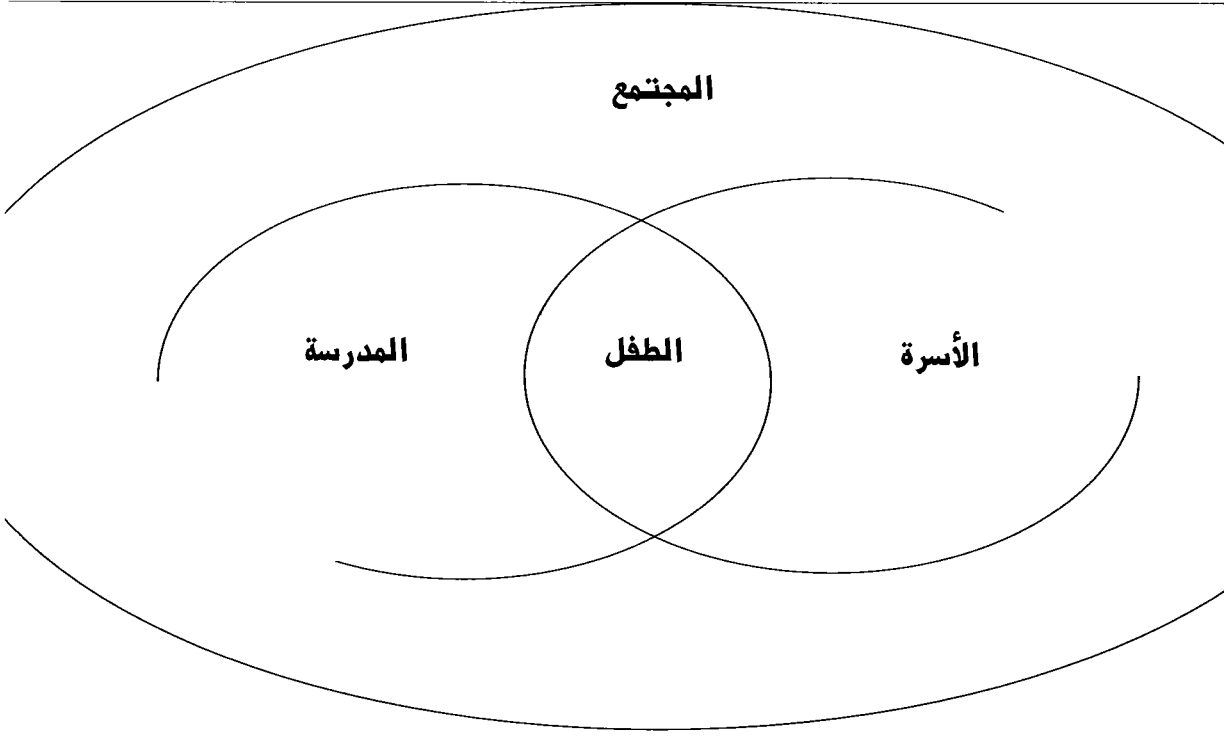 المجتمع
الأسرة
الطفل
المدرسة